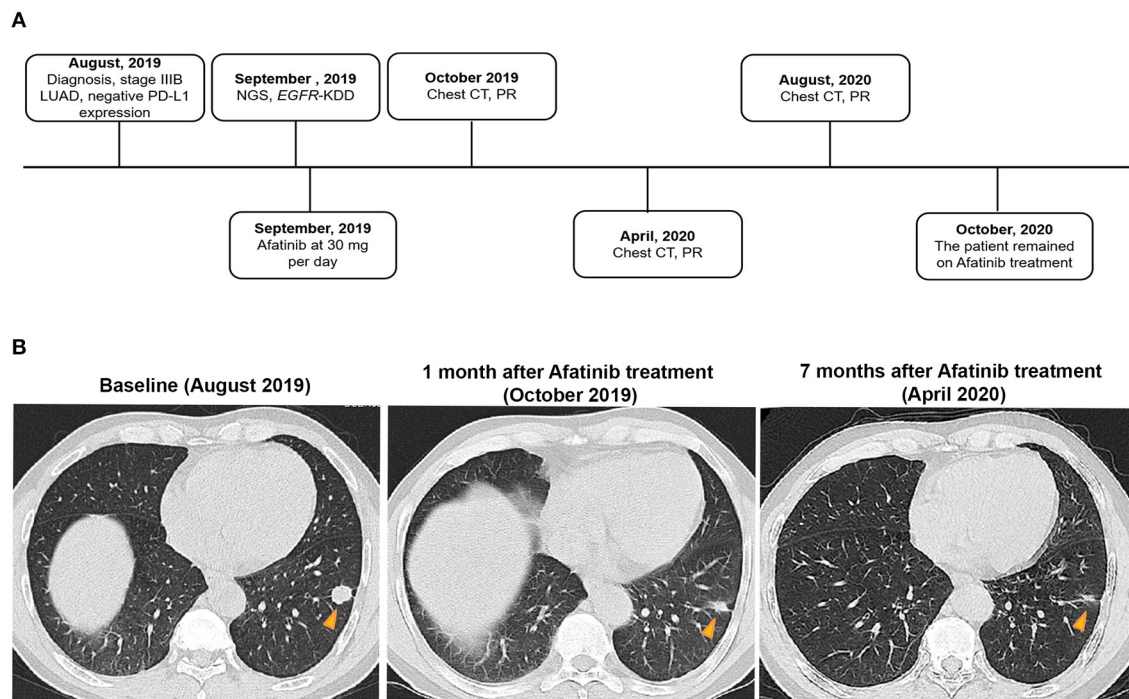 A
August, 2019
Diagnosis, stage IIIB
LUAD, negative PD-L1
expression
September , 2019
NGS, EGFR-KDD
October 2019
Chest CT, PR
August, 2020
Chest CT, PR
September, 2019
Afatinib at 30 mg
per day
April, 2020
Chest CT, PR
October, 2020
The patient remained
on Afatinib treatment
B
Baseline (August 2019)
1 month after Afatinib treatment
(October 2019)
7 months after Afatinib treatment
(April 2020)